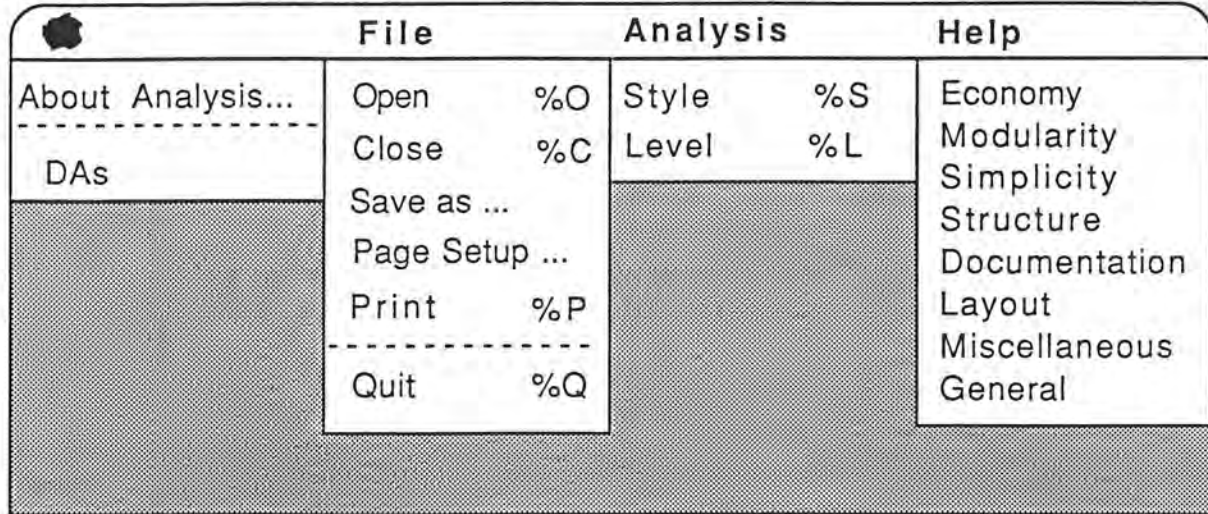 File Analysis Help
About Analysis...
DAs
Open %O
Close %C
Save as ...
Page Setup ...
Print %P
Quit %Q
Style %S
Level %L
Economy
Modularity
Simplicity
Structure
Documentation
Layout
Miscellaneous
General